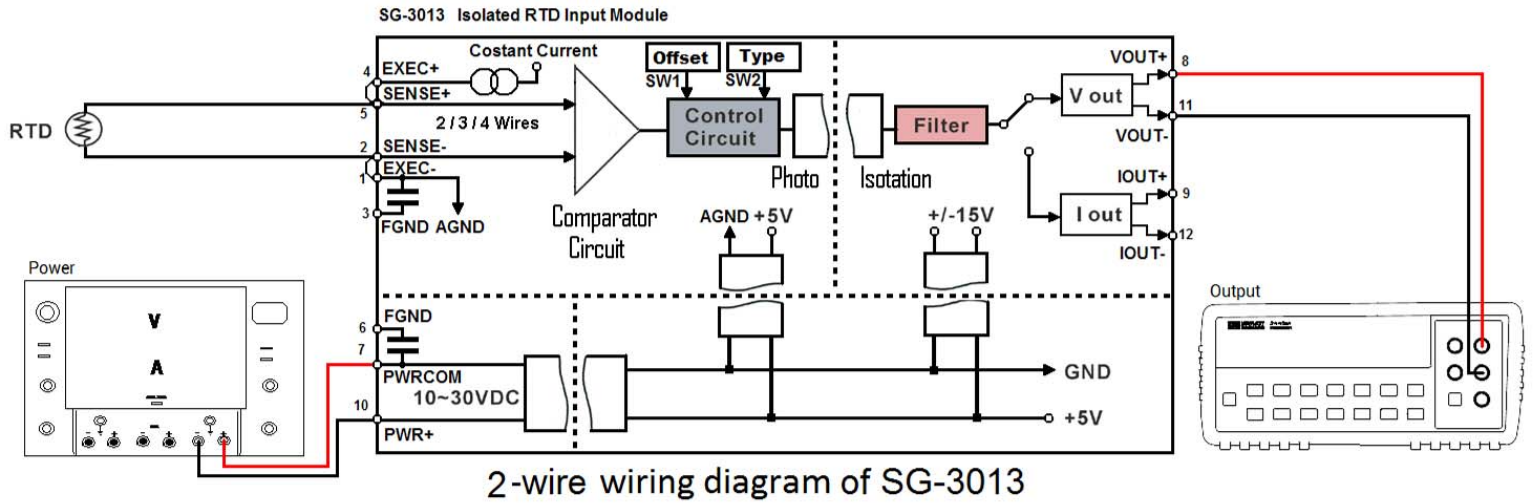 SG-3013 Isolated RTD Input Module
Costant Current
Offset
Type
SW1
SW2
4
EXEC+
SENSE+
5
2 / 3 / 4 Wires
RTD
2
SENSE-
EXEC-
1
3
FGND AGND
Comparator
Circuit
Control
Circuit
Photo
Isotation
Filter
V out
VOUT+
8
11
VOUT-
I out
IOUT+
9
12
IOUT-
AGND +5V
+/-15V
Power
V
A
- + - + - +
6
FGND
7
PWRCOM
10~30VDC
10
PWR+
GND
+5V
Output
2-wire wiring diagram of SG-3013